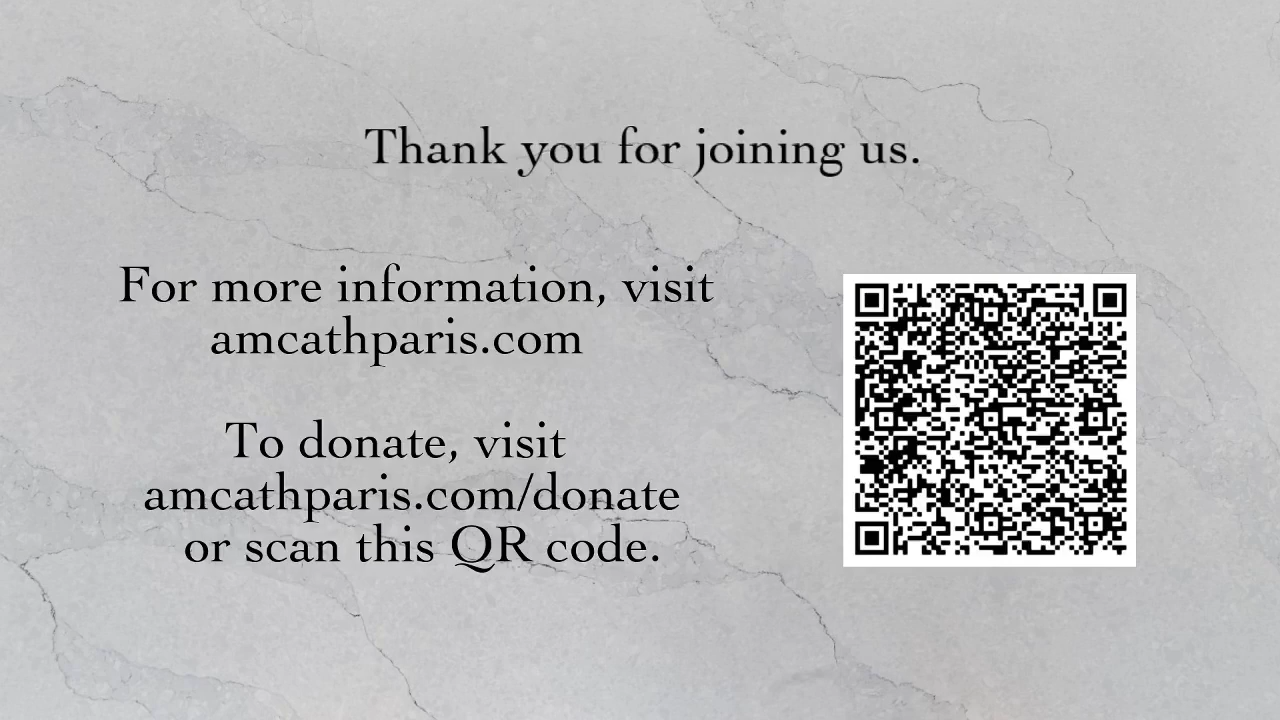 Thank you for joining us.
For more information, visit
amcathparis.com
To donate, visit
amcathparis.com/donate
or scan this QR code.